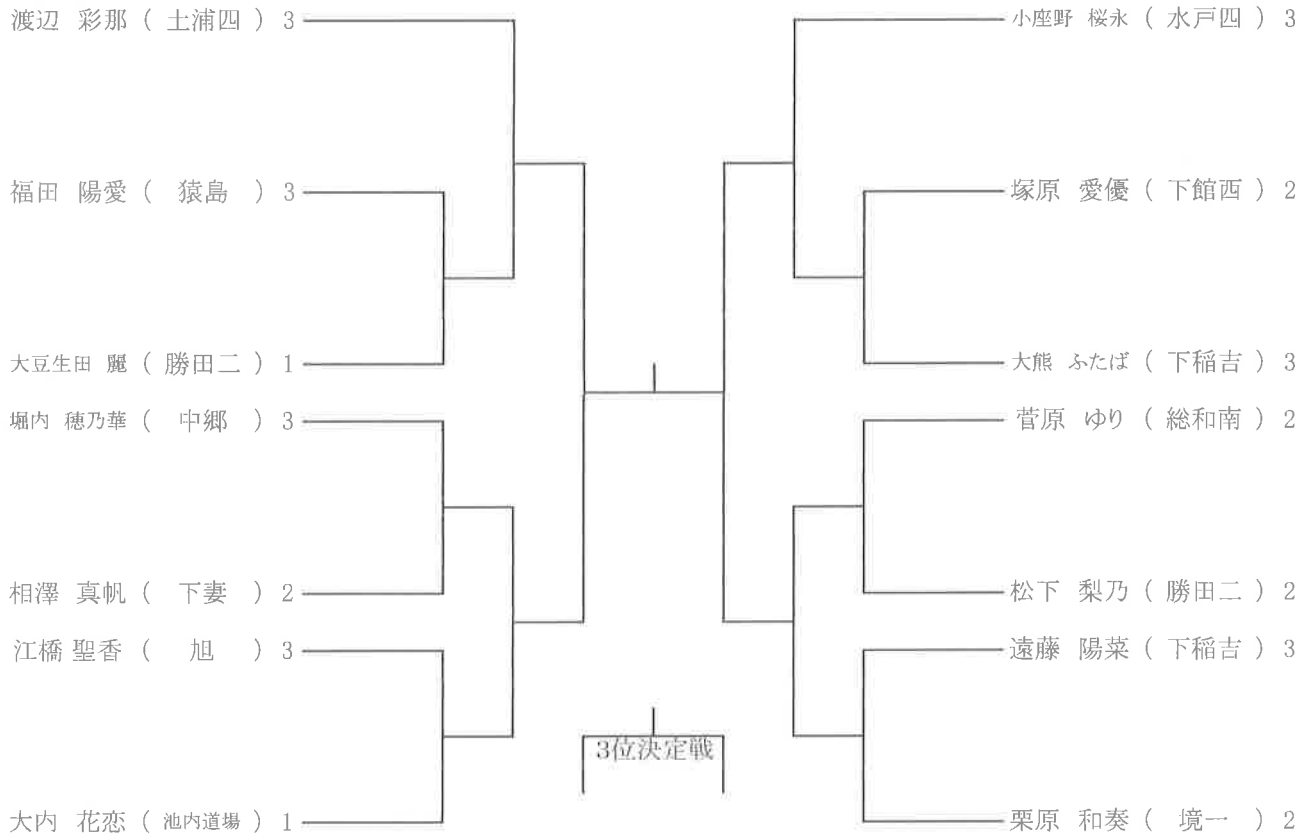 渡辺 彩那 ( 土浦四 ) 3
福田 陽愛 ( 猿島 ) 3
大豆生田 麗 ( 勝田二 ) 1
堀内 穂乃華 ( 中郷 ) 3
相澤 真帆 ( 下妻 ) 2
江橋 聖香 ( 旭 ) 3
大内 花恋 ( 池内道場 ) 1
3位決定戦
小座野 桜永 ( 水戸四 ) 3
塚原 愛優 ( 下館西 ) 2
大熊 ふたば ( 下稲吉 ) 3
菅原 ゆり ( 総和南 ) 2
松下 梨乃 ( 勝田二 ) 2
遠藤 陽菜 ( 下稲吉 ) 3
栗原 和奏 ( 境一 ) 2